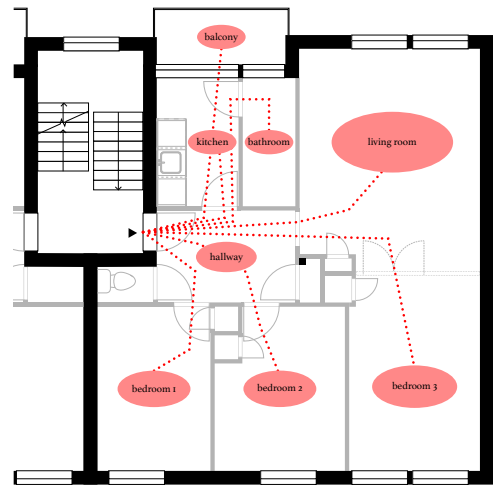 balcony
kitchen
bathroom
living room
hallway
bedroom 1
bedroom 2
bedroom 3